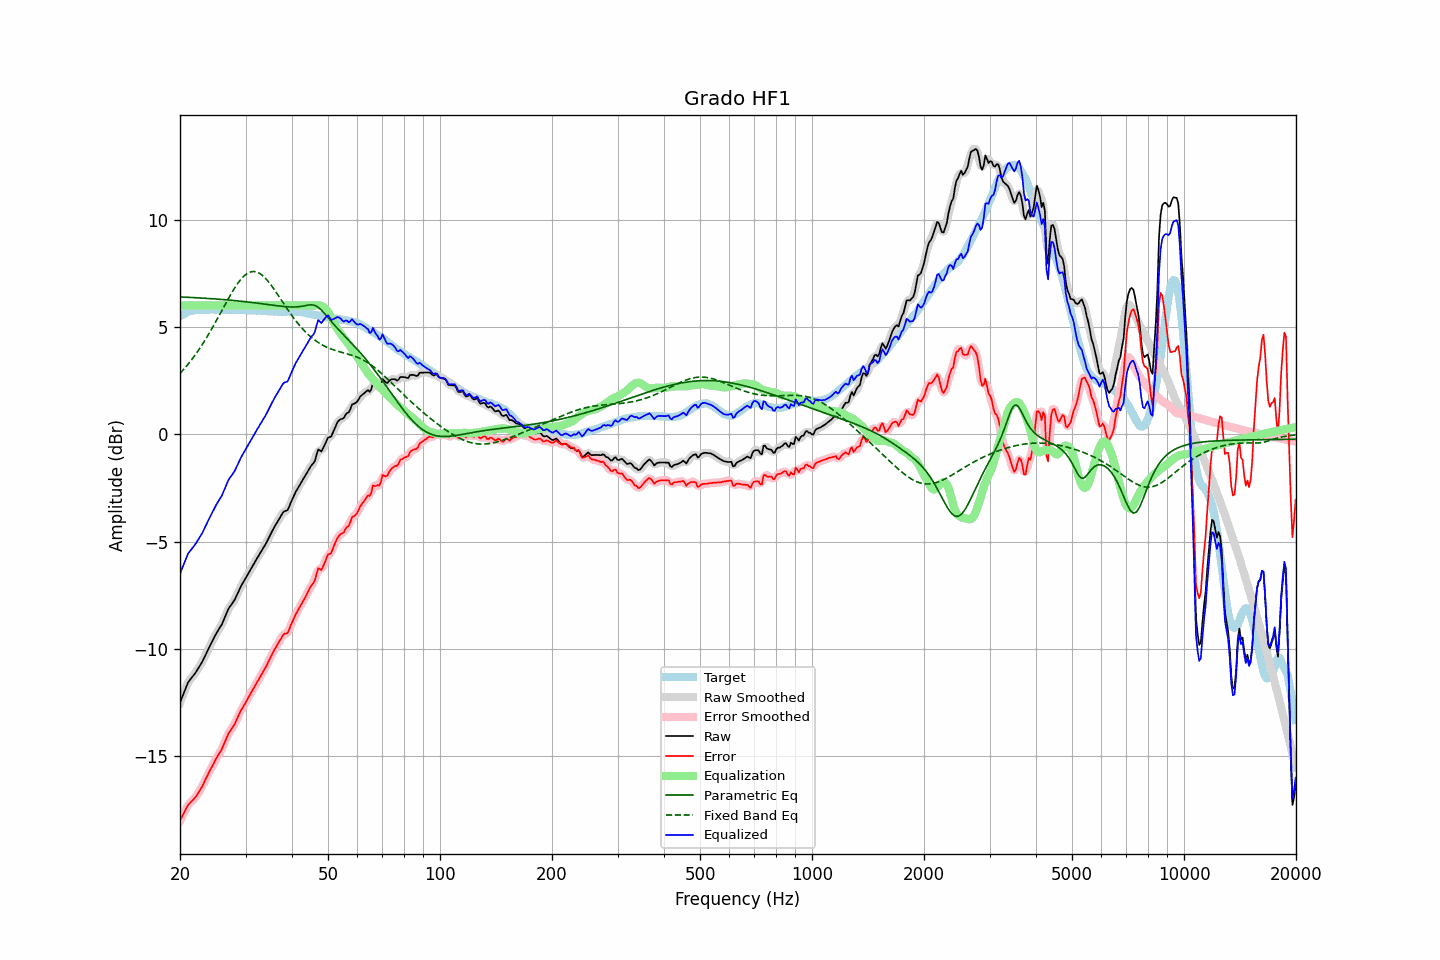 Grado HF1
Amplitude (dBr)
10
5
0
−5
−10
−15
Target
Raw Smoothed
Error Smoothed
Raw
Error
Equalization
Parametric Eq
Fixed Band Eq
Equalized
20 50 100 200 500 1000 2000 5000 10000 20000
Frequency (Hz)